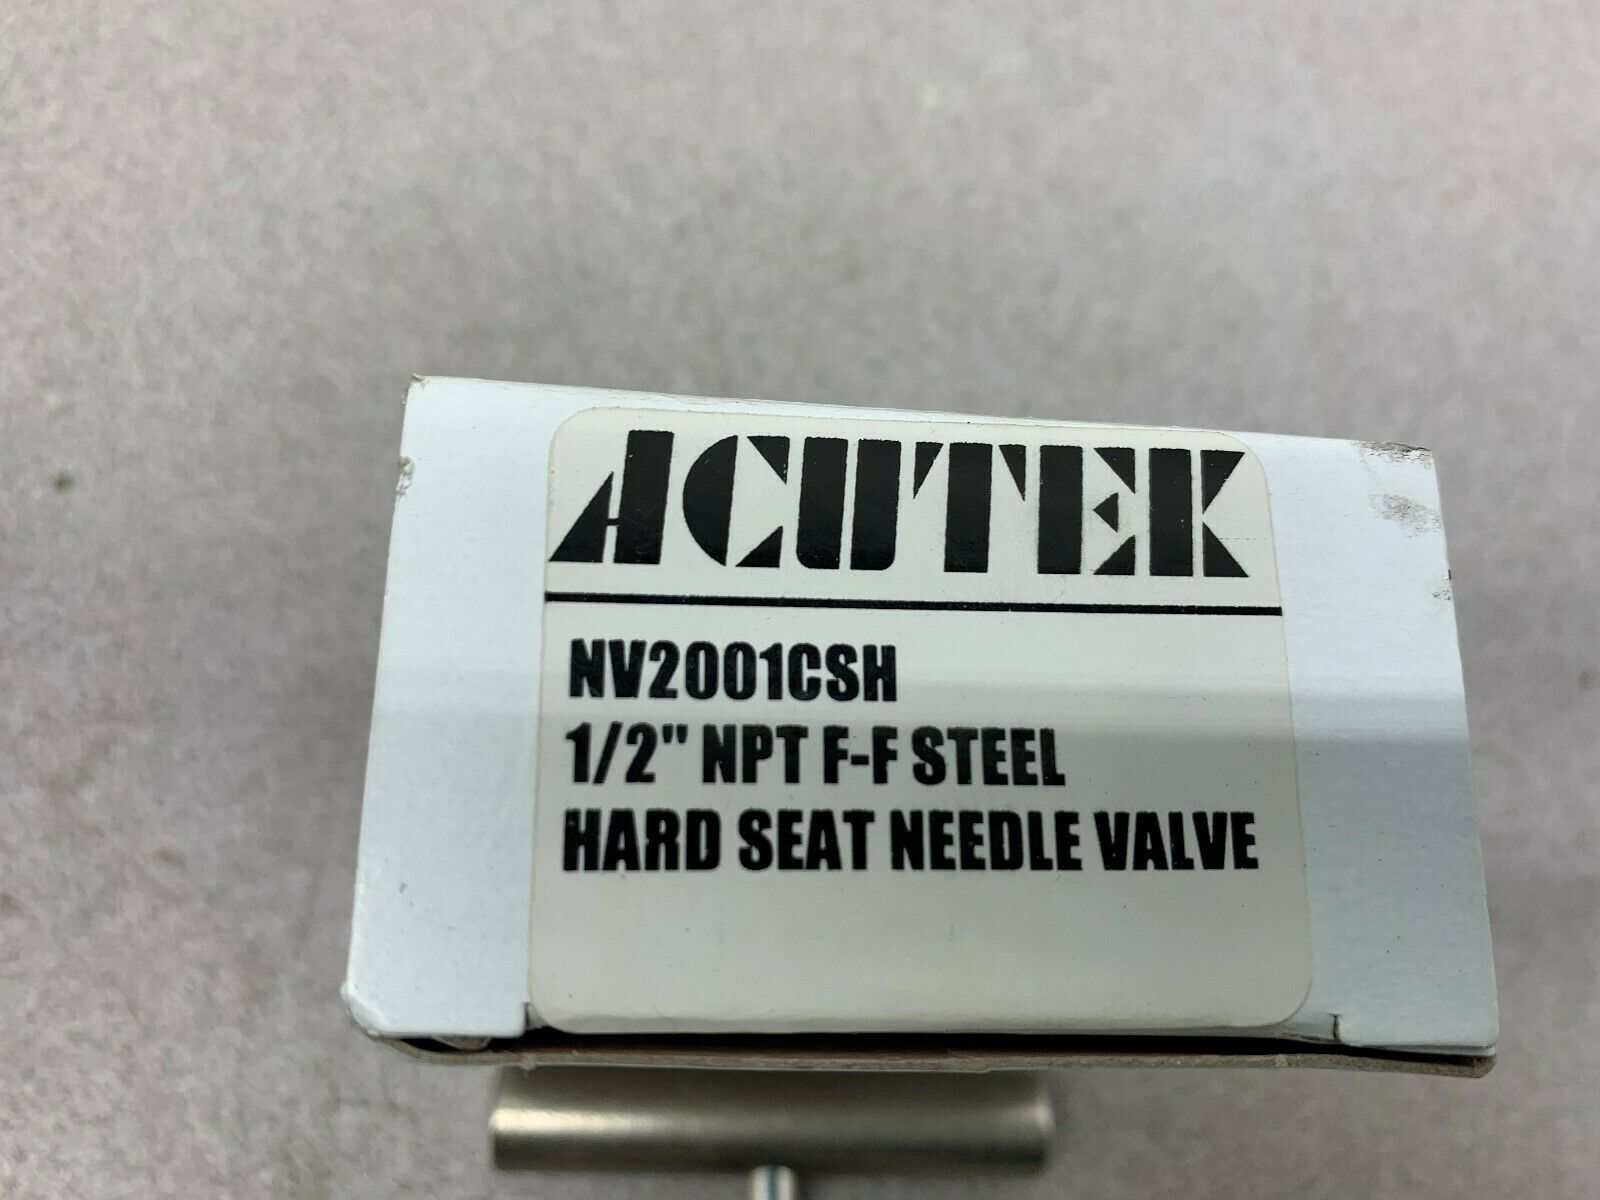 ACUTEK
NV2001CSH
1/2" NPT F-F STEEL
HARD SEAT NEEDLE VALVE